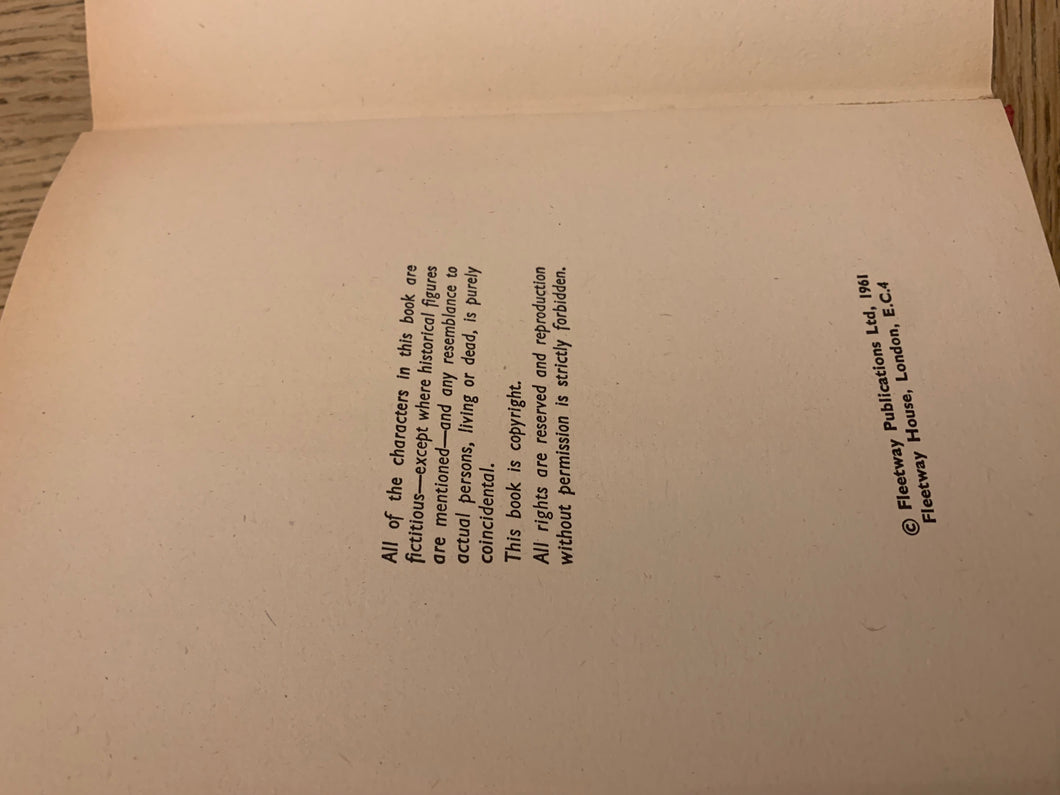 All of the characters in this book are
fictitious—except where historical figures
are mentioned—and any resemblance to
actual persons, living or dead, is purely
coincidental.
This book is copyright.
All rights are reserved and reproduction
without permission is strictly forbidden.
© Fleetway Publications Ltd, 1961
Fleetway House, London, E.C.4